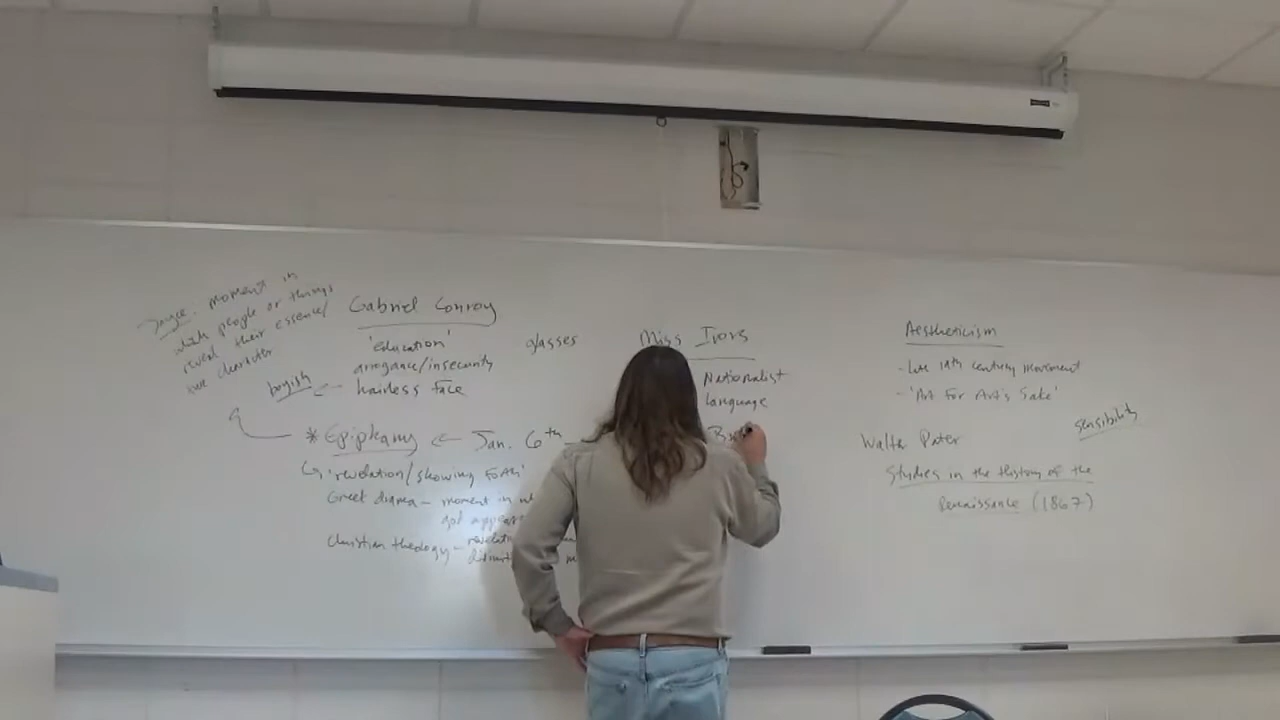 Joyce. moment in
which people or things
reveal their essence/
true character
Gabriel Conroy
'education'
arrogance/insecurity
hairless face
boyish
glasses
* Epiphany
Jan. 6th
'revelation/showing forth'
Greek drama - moment in
god appears
Christian theology -
Miss Ivors
Nationalist
language
Aestheticism
- Late 19th century movement
- 'Art For Art's Sake'
sensibility
Walter Pater
Studies in the History of the
Renaissance (1867)